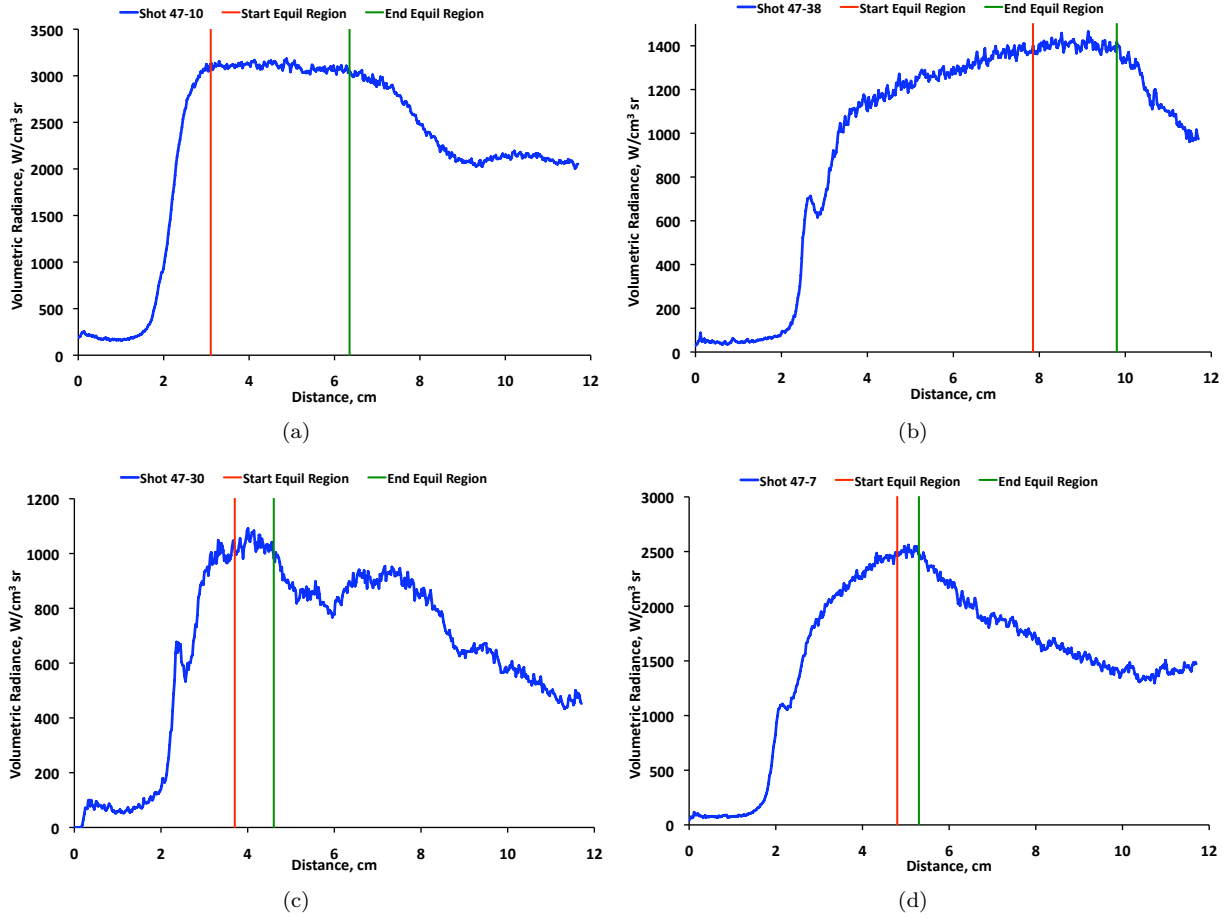 Shot 47-10 Start Equil Region End Equil Region
3500
3000
2500
2000
1500
1000
500
0
Volumetric Radiance, W/cm³ sr
0 2 4 6 8 10 12
Distance, cm
(a)
Shot 47-38 Start Equil Region End Equil Region
1400
1200
1000
800
600
400
200
0
Volumetric Radiance, W/cm³ sr
0 2 4 6 8 10 12
Distance, cm
(b)
Shot 47-30 Start Equil Region End Equil Region
1200
1000
800
600
400
200
0
Volumetric Radiance, W/cm³ sr
0 2 4 6 8 10 12
Distance, cm
(c)
Shot 47-7 Start Equil Region End Equil Region
3000
2500
2000
1500
1000
500
0
Volumetric Radiance, W/cm³ sr
0 2 4 6 8 10 12
Distance, cm
(d)